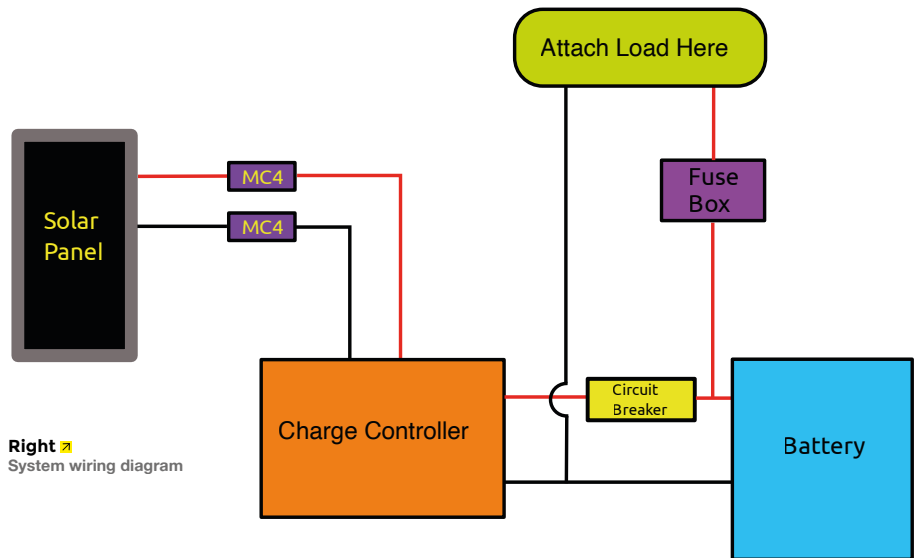 Attach Load Here
MC4
Fuse
Box
MC4
Solar
Panel
Circuit
Breaker
Charge Controller
Battery
Right
System wiring diagram